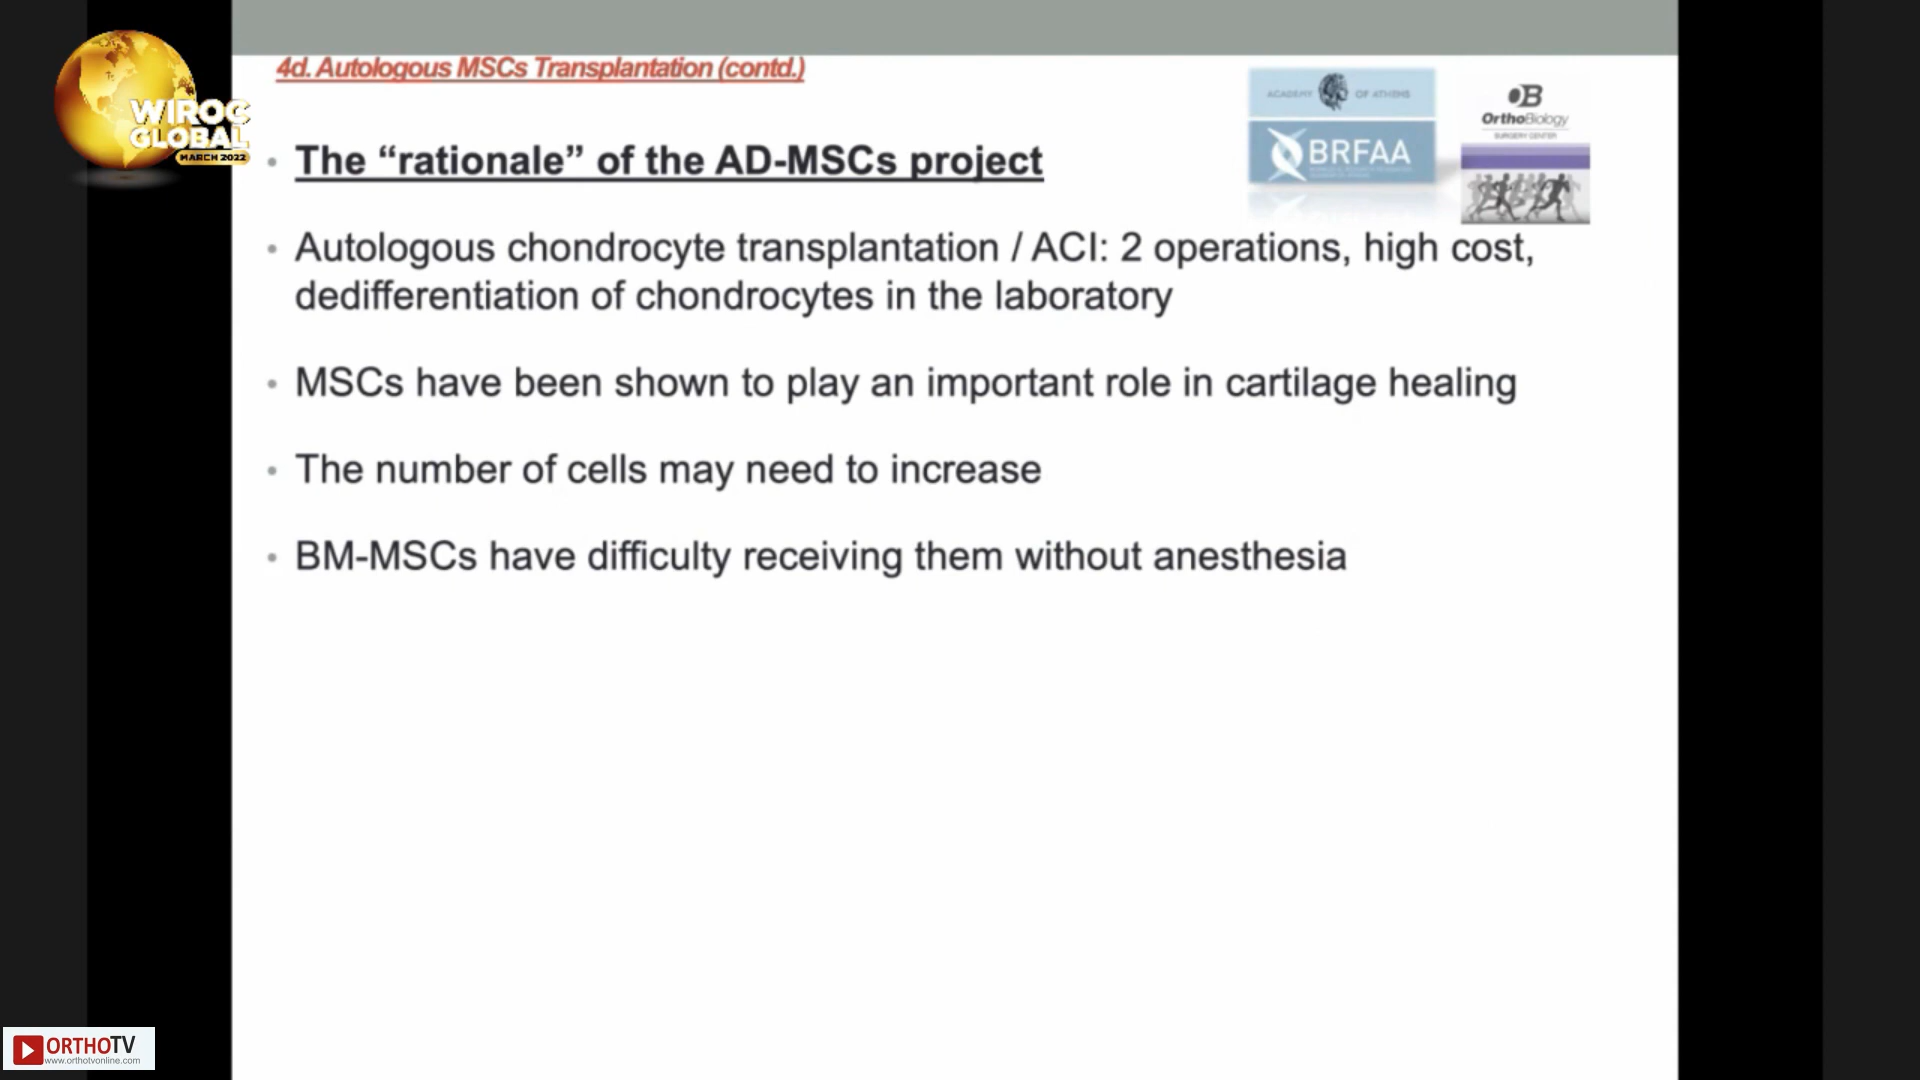 4d. Autologous MSCs Transplantation (contd.)
WIROC
GLOBAL
MARCH 2022
ACADEMY OF ATHENS
BRFAA
OB
OrthoBiology
SURGERY CENTER
• The “rationale” of the AD-MSCs project
• Autologous chondrocyte transplantation / ACI: 2 operations, high cost,
dedifferentiation of chondrocytes in the laboratory
• MSCs have been shown to play an important role in cartilage healing
• The number of cells may need to increase
• BM-MSCs have difficulty receiving them without anesthesia
ORTHOTV
www.orthotvonline.com